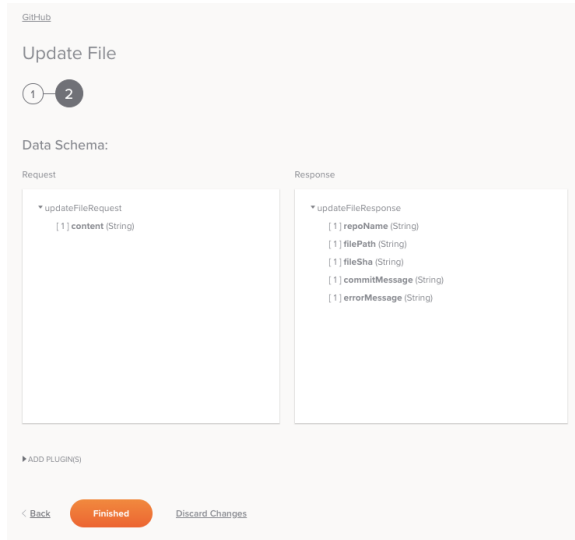 GitHub
Update File
1 2
Data Schema:
Request
updateFileRequest
[ 1 ] content (String)
Response
updateFileResponse
[ 1 ] repoName (String)
[ 1 ] filePath (String)
[ 1 ] fileSha (String)
[ 1 ] commitMessage (String)
[ 1 ] errorMessage (String)
ADD PLUGIN(S)
< Back
Finished
Discard Changes